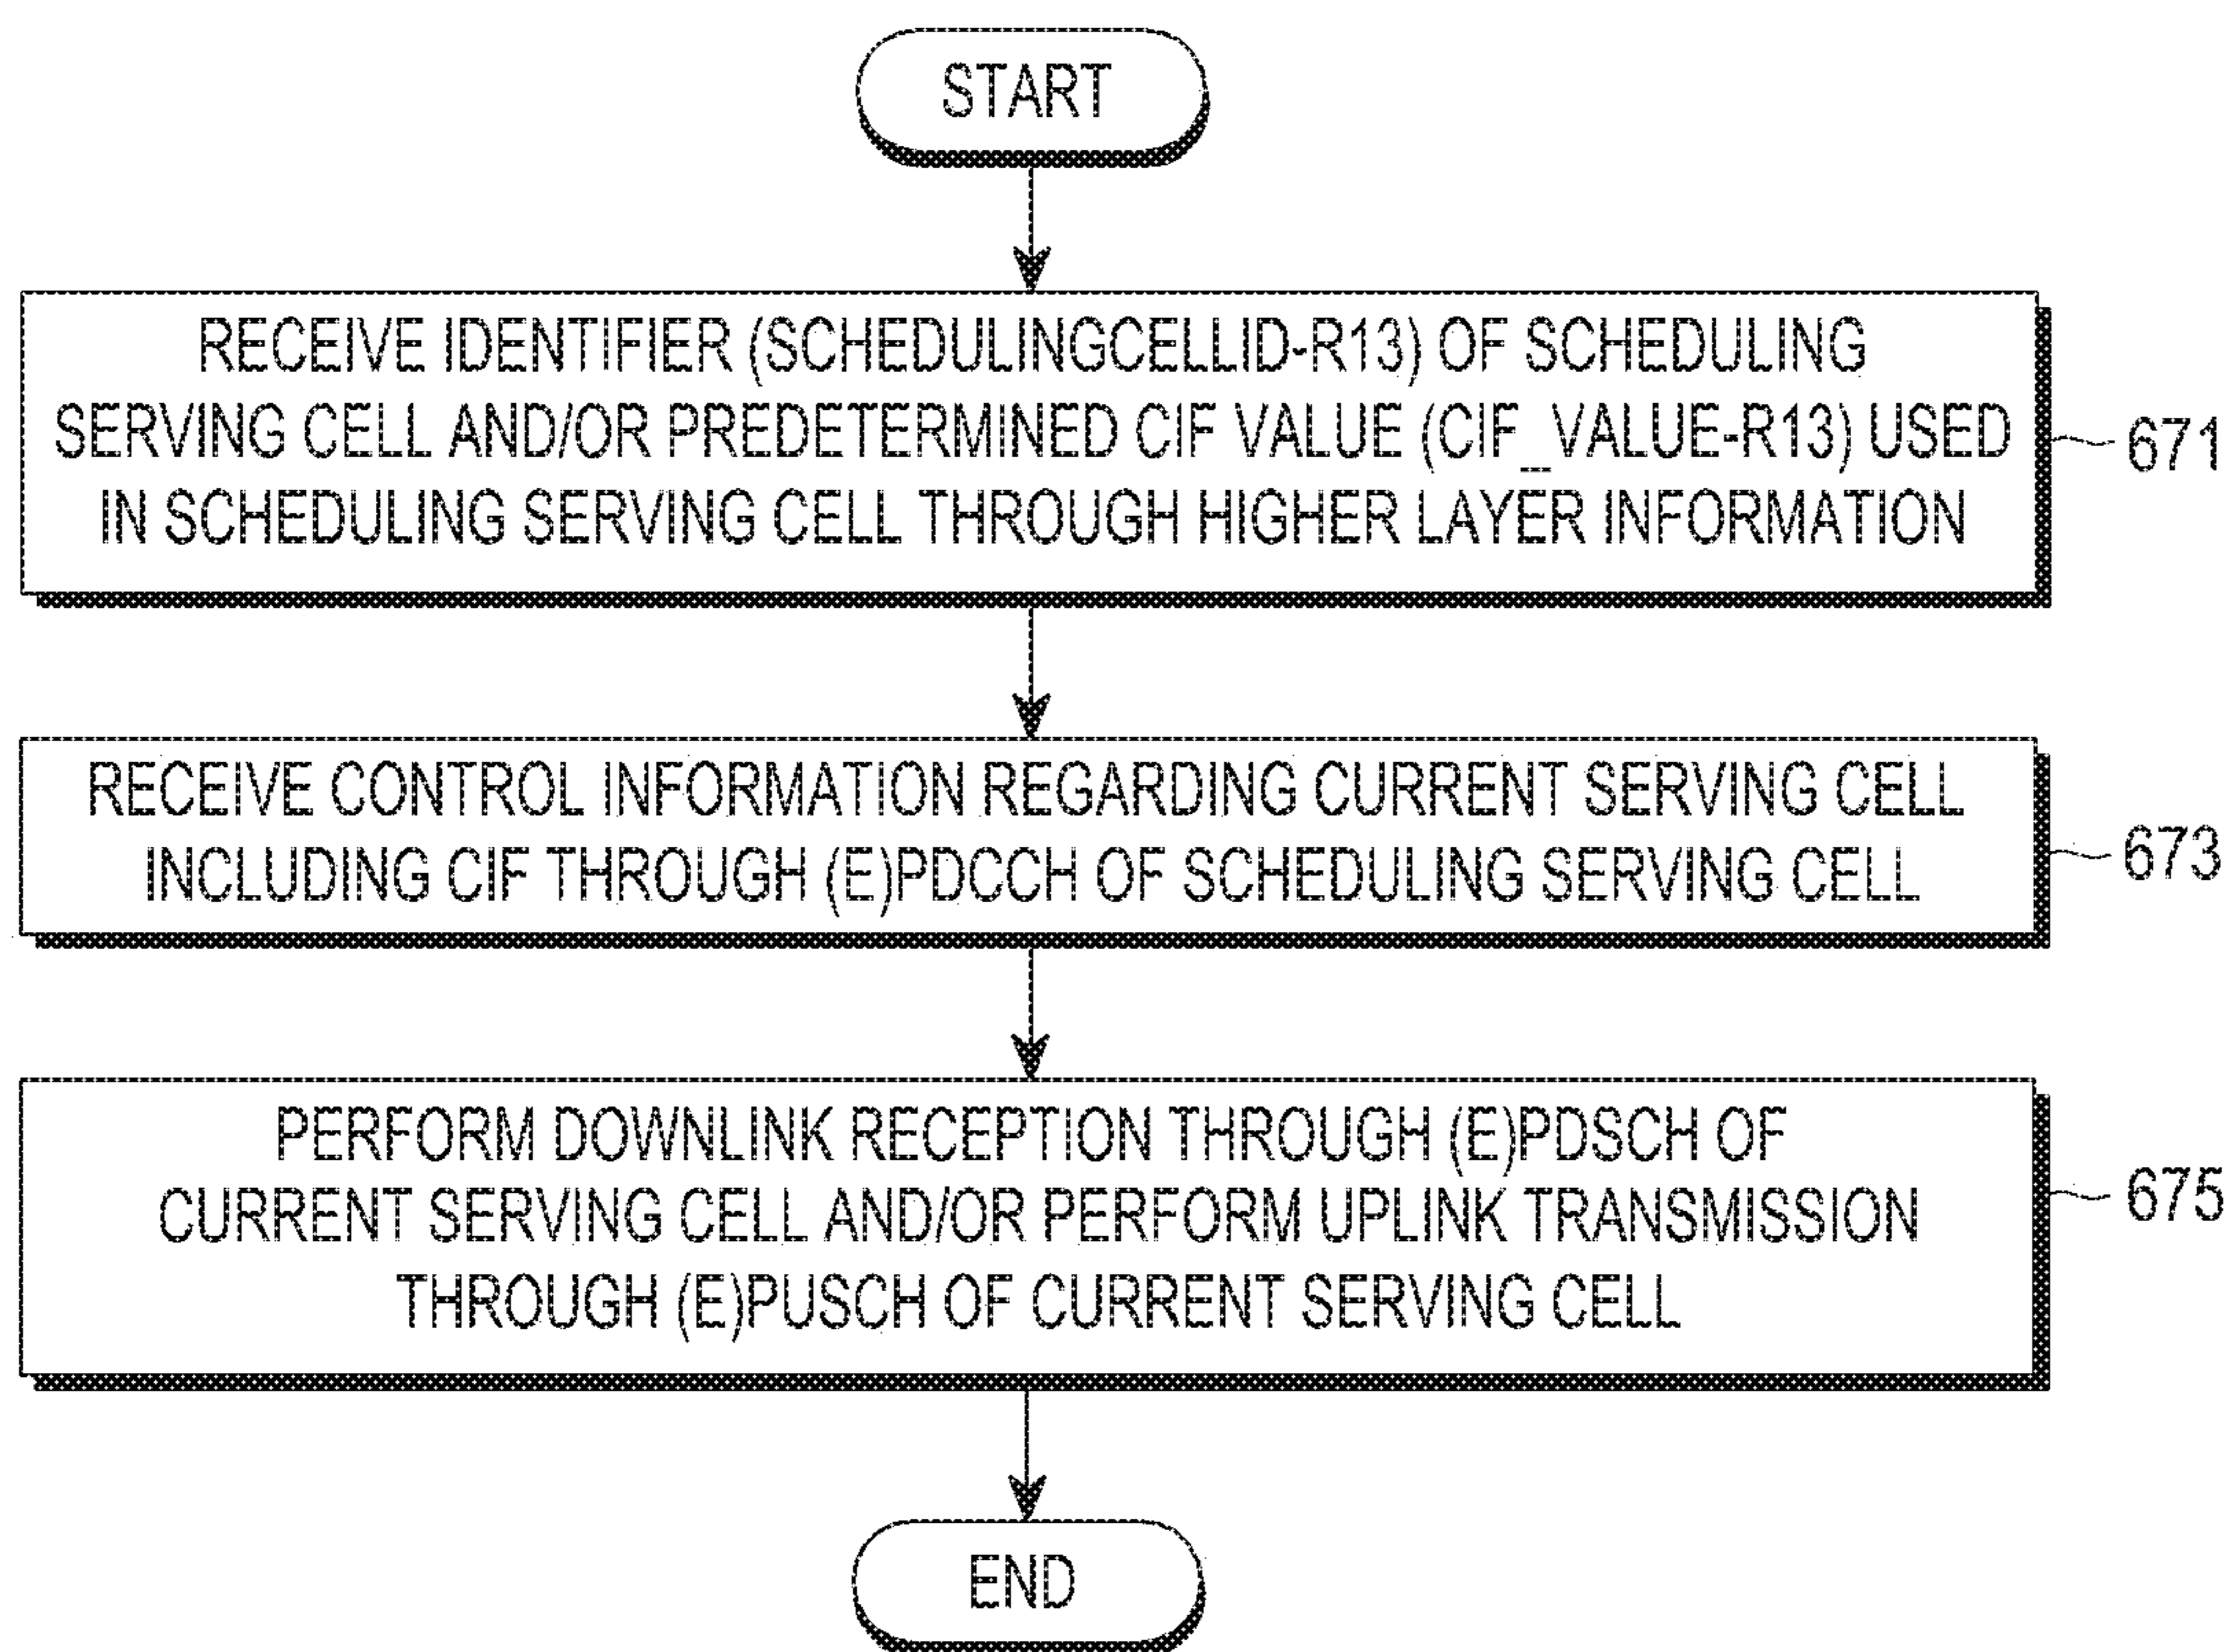 START
RECEIVE IDENTIFIER (SCHEDULINGCELLID-R13) OF SCHEDULING
SERVING CELL AND/OR PREDETERMINED CIF VALUE (CIF_VALUE-R13) USED
IN SCHEDULING SERVING CELL THROUGH HIGHER LAYER INFORMATION
671
RECEIVE CONTROL INFORMATION REGARDING CURRENT SERVING CELL
INCLUDING CIF THROUGH (E)PDCCH OF SCHEDULING SERVING CELL
673
PERFORM DOWNLINK RECEPTION THROUGH (E)PDSCH OF
CURRENT SERVING CELL AND/OR PERFORM UPLINK TRANSMISSION
THROUGH (E)PUSCH OF CURRENT SERVING CELL
675
END